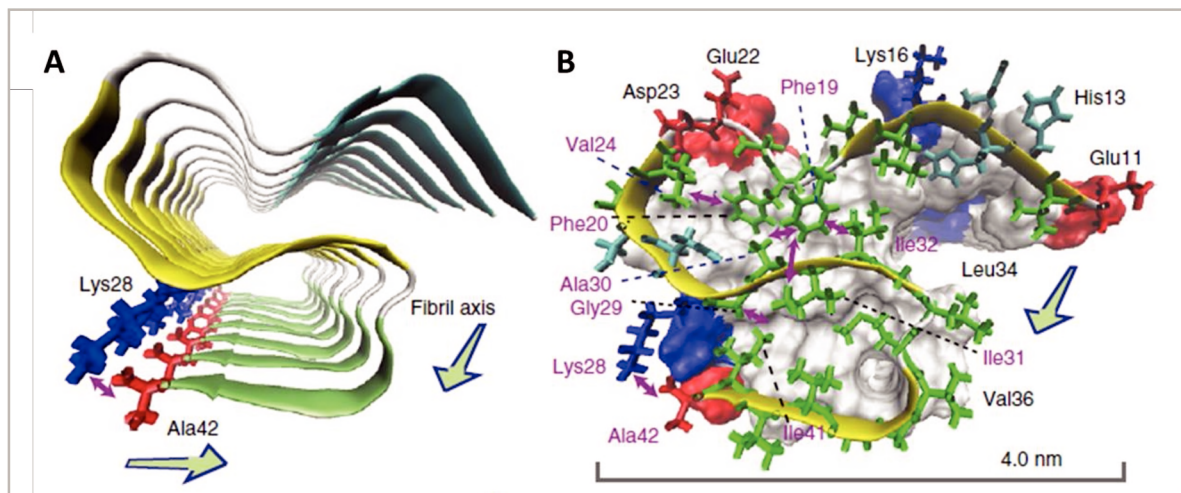 A
Lys28
Fibril axis
Ala42
B
Glu22
Asp23
Phe19
Lys16
His13
Val24
Glu11
Phe20
Ile32
Ala30
Leu34
Gly29
Ile31
Lys28
Val36
Ala42
Ile41
4.0 nm